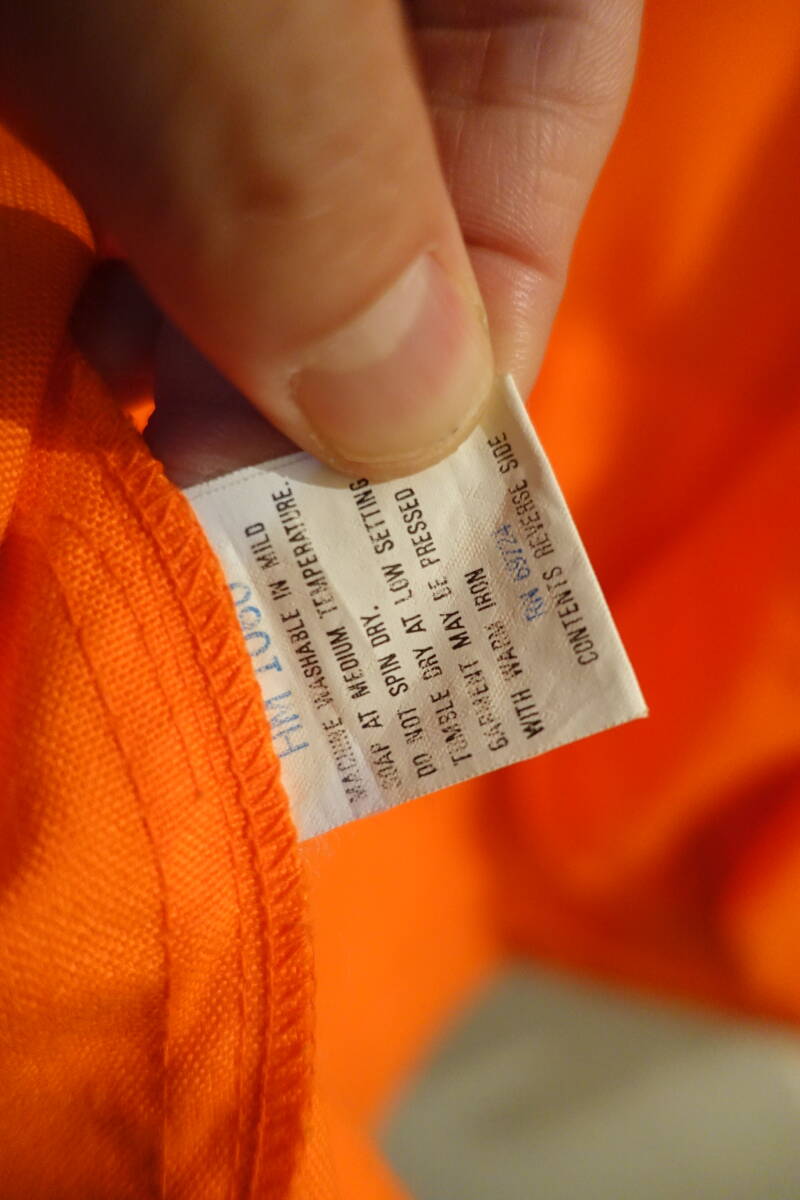 HM 1080
MACHINE WASHABLE IN MILD
SOAP AT MEDIUM TEMPERATURE.
DO NOT SPIN DRY.
TUMBLE DRY AT LOW SETTING
GARMENT MAY BE PRESSED
WITH WARM IRON
RN 69724
CONTENTS REVERSE SIDE